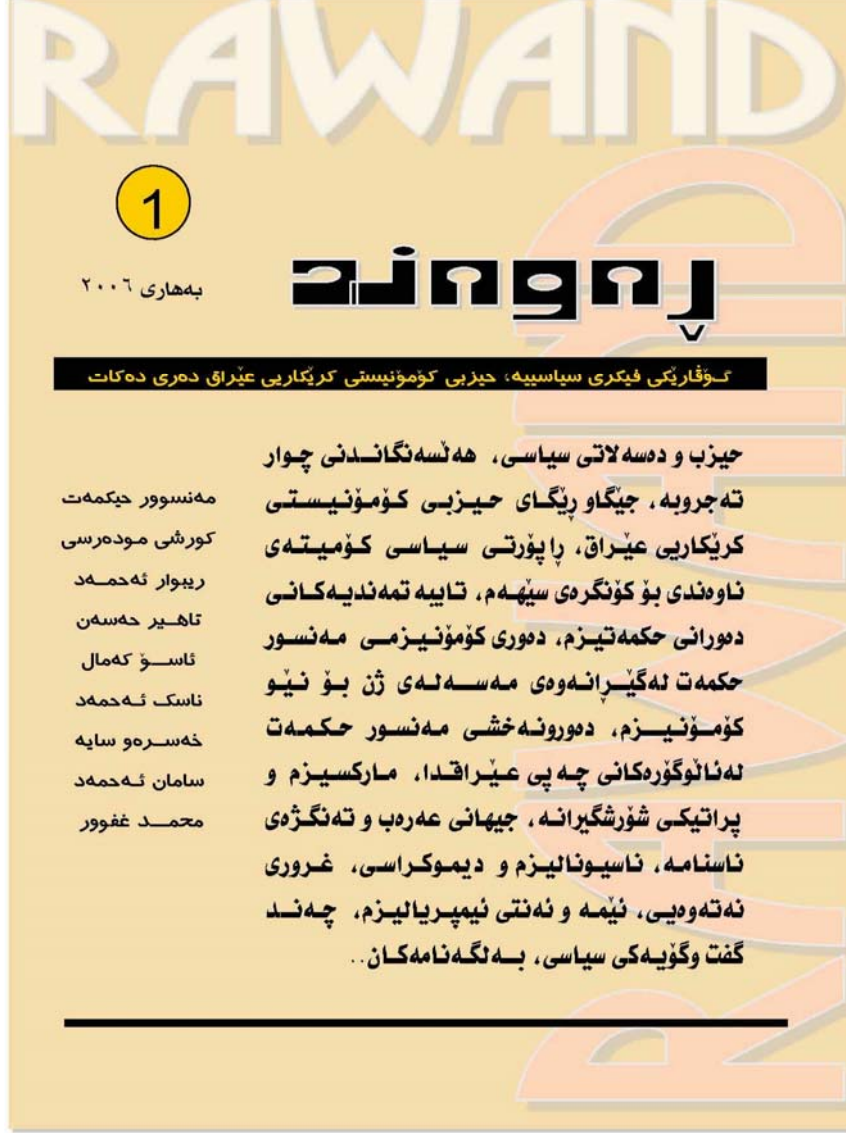 RAWAND
1
ڕەوەند
بەهاری ٢٠٠٦
گۆڤارێکی فیکری سیاسییە، حیزبی کۆمۆنیستی کرێکاریی عێراق دەری دەکات
حیزب و دەسەلاتی سیاسی، هەڵسەنگاندنی چوار
تەجروبە، جێگاو ڕێگای حیزبی کۆمۆنیستی
کرێکاریی عێراق، ڕاپۆرتی سیاسی کۆمیتەی
ناوەندی بۆ کۆنگرەی سێهەم، تایبەتمەندیەکانی
دەورانی حکمەتیزم، دەوری کۆمۆنیزمی مەنسور
حکمەت لەگێڕانەوەی مەسەلەی ژن بۆ نێو
کۆمۆنیزم، دەورونەخشی مەنسور حکمەت
لەئاڵوگۆرەکانی چەپی عێراقدا، مارکسیزم و
پراتیکی شۆرشگیرانە، جیهانی عەرەب و تەنگژەی
ناسنامە، ناسیونالیزم و دیموکراسی، غروری
نەتەوەیی، ئێمە و ئەنتی ئیمپریالیزم، چەند
گفت وگۆیەکی سیاسی، بەلگەنامەکان..
مەنسوور حیکمەت
کورشی مودەرسی
ریبوار ئەحمەد
تاهیر حەسەن
ئاسۆ کەمال
ناسک ئەحمەد
خەسرەو سایە
سامان ئەحمەد
محمد غفوور
RAWAND